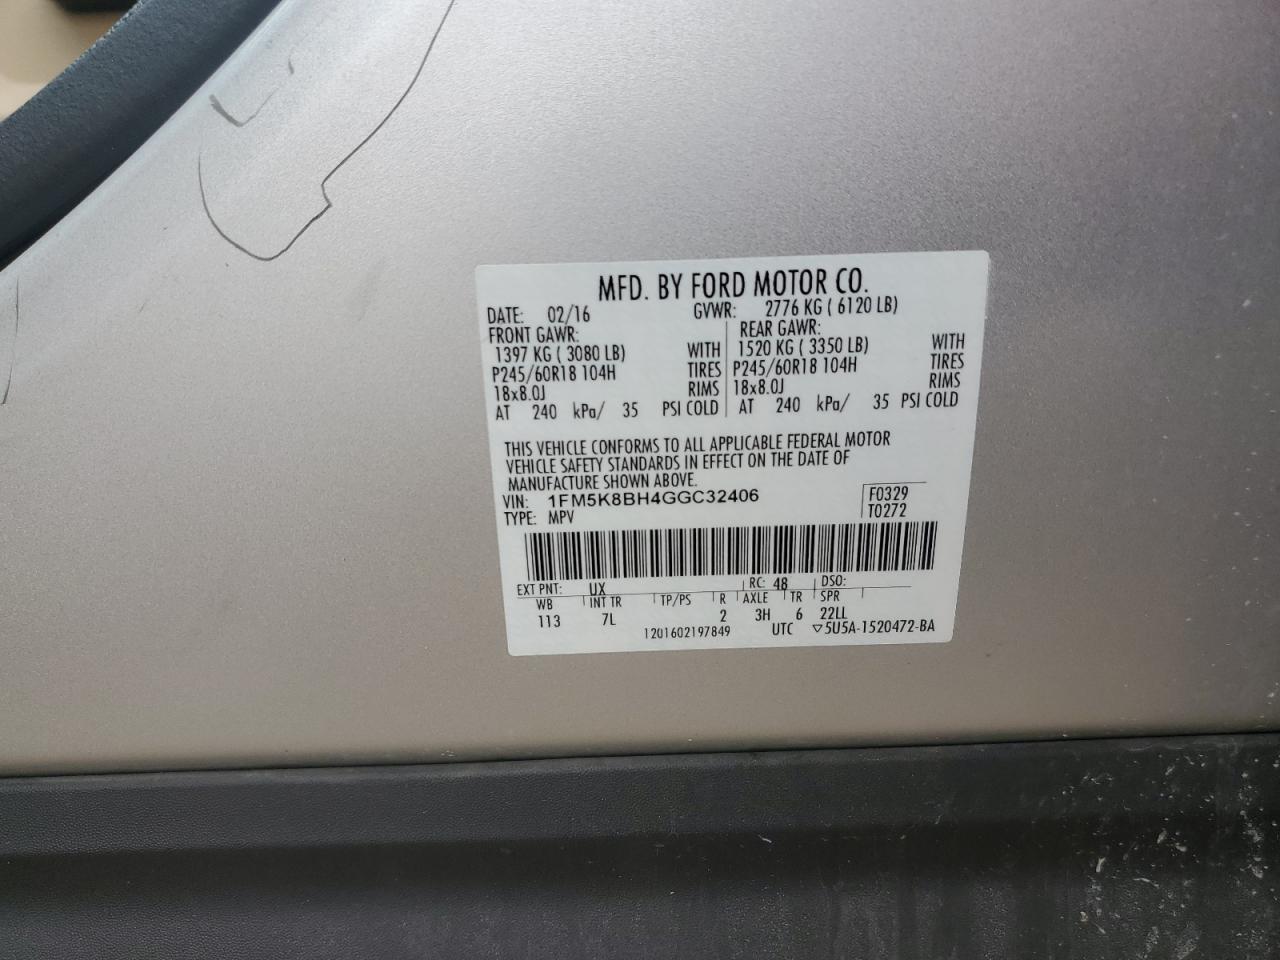 MFD. BY FORD MOTOR CO.
DATE: 02/16 GVWR: 2776 KG ( 6120 LB)
FRONT GAWR: REAR GAWR:
1397 KG ( 3080 LB) WITH 1520 KG ( 3350 LB) WITH
P245/60R18 104H TIRES P245/60R18 104H TIRES
18x8.0J RIMS 18x8.0J RIMS
AT 240 kPa/ 35 PSI COLD AT 240 kPa/ 35 PSI COLD
THIS VEHICLE CONFORMS TO ALL APPLICABLE FEDERAL MOTOR
VEHICLE SAFETY STANDARDS IN EFFECT ON THE DATE OF
MANUFACTURE SHOWN ABOVE.
VIN: 1FM5K8BH4GGC32406 F0329
TYPE: MPV T0272
EXT PNT: UX RC: 48 DSO:
WB INT TR TP/PS R AXLE TR SPR
113 7L 2 3H 6 22LL
1201602197849 UTC ▽5U5A-1520472-BA